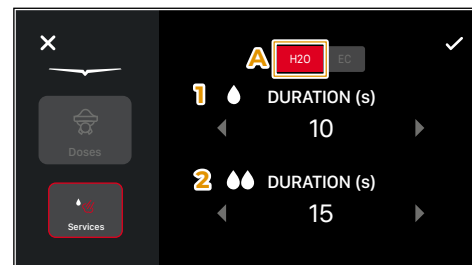 A
H2O EC
1 DURATION (s)
10
Doses
2 DURATION (s)
15
Services